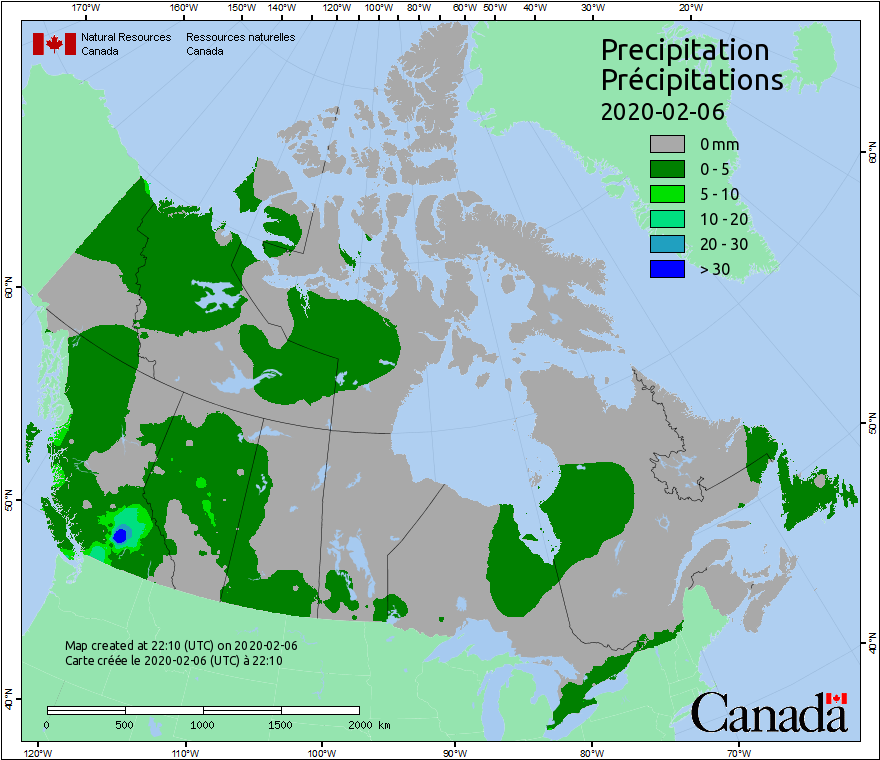 170°W 160°W 150°W 140°W 120°W 100°W 80°W 60°W 50°W 40°W 30°W 20°W
Natural Resources Ressources naturelles
Canada Canada
Precipitation
Précipitations
2020-02-06
0 mm
0 - 5
5 - 10
10 - 20
20 - 30
> 30
60°N
60°N
50°N
50°N
40°N
40°N
Map created at 22:10 (UTC) on 2020-02-06
Carte créée le 2020-02-06 (UTC) à 22:10
0 500 1000 1500 2000 km
Canada
120°W 110°W 100°W 90°W 80°W 70°W